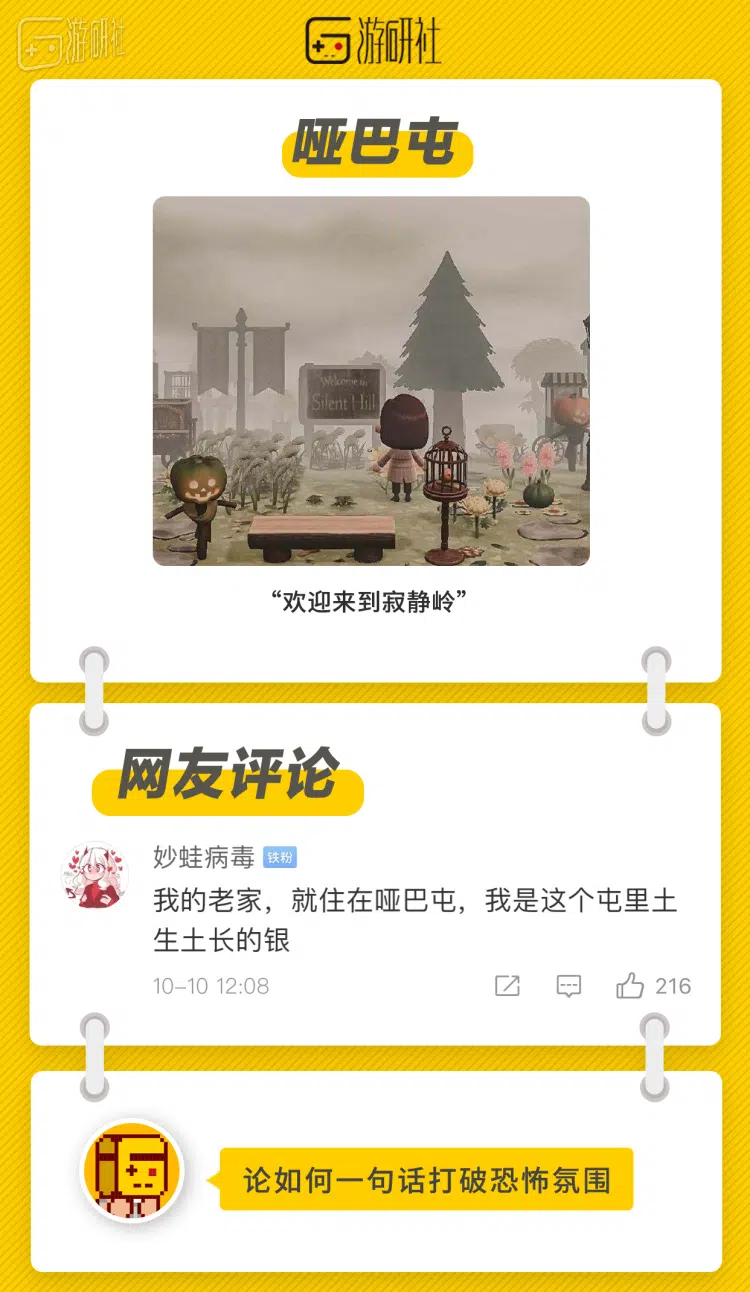 游研社
游研社
哑巴屯
Welcome to
Silent Hill
“欢迎来到寂静岭”
网友评论
妙蛙病毒 铁粉
我的老家，就住在哑巴屯，我是这个屯里土
生土长的银
10-10 12:08
216
论如何一句话打破恐怖氛围